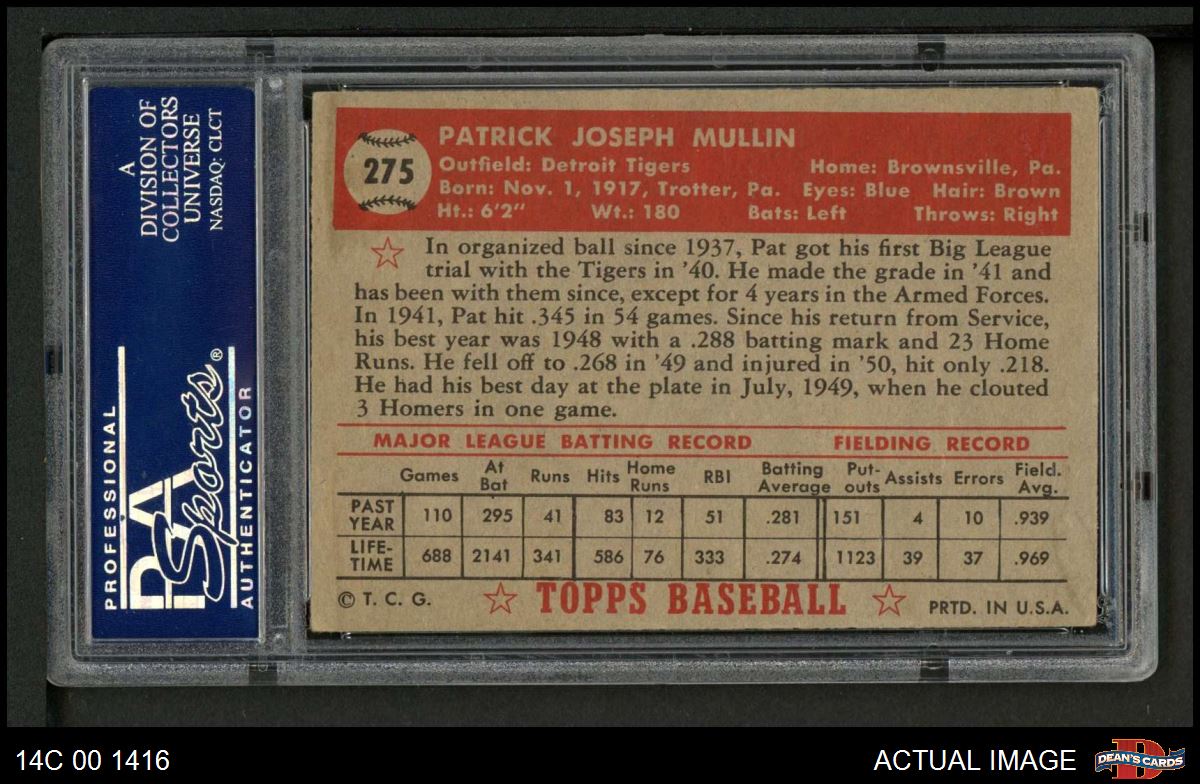 A
DIVISION OF
COLLECTORS
UNIVERSE
NASDAQ: CLCT
PROFESSIONAL
PSA
Sports®
AUTHENTICATOR
275
PATRICK JOSEPH MULLIN
Outfield: Detroit Tigers Home: Brownsville, Pa.
Born: Nov. 1, 1917, Trotter, Pa. Eyes: Blue Hair: Brown
Ht.: 6'2" Wt.: 180 Bats: Left Throws: Right
In organized ball since 1937, Pat got his first Big League
trial with the Tigers in '40. He made the grade in '41 and
has been with them since, except for 4 years in the Armed Forces.
In 1941, Pat hit .345 in 54 games. Since his return from Service,
his best year was 1948 with a .288 batting mark and 23 Home
Runs. He fell off to .268 in '49 and injured in '50, hit only .218.
He had his best day at the plate in July, 1949, when he clouted
3 Homers in one game.
MAJOR LEAGUE BATTING RECORD FIELDING RECORD
Games At Bat Runs Hits Home Runs RBI Batting Average Put-outs Assists Errors Field. Avg.
PAST YEAR 110 295 41 83 12 51 .281 151 4 10 .939
LIFE-TIME 688 2141 341 586 76 333 .274 1123 39 37 .969
© T. C. G. TOPPS BASEBALL PRTD. IN U.S.A.
14C 00 1416 ACTUAL IMAGE
D
DEAN'S CARDS